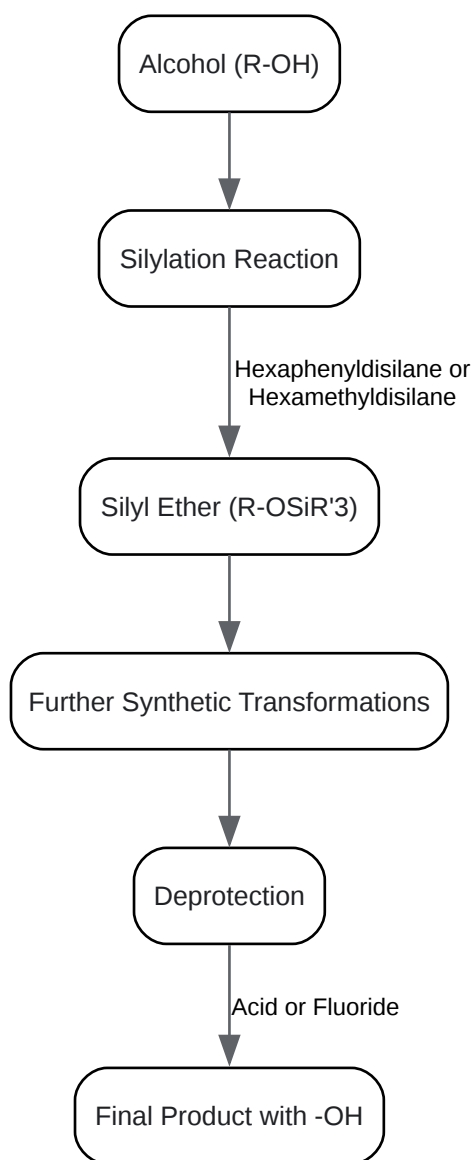 Alcohol (R-OH)
Silylation Reaction
Hexaphenyldisilane or
Hexamethyldisilane
Silyl Ether (R-OSiR'3)
Further Synthetic Transformations
Deprotection
Acid or Fluoride
Final Product with -OH